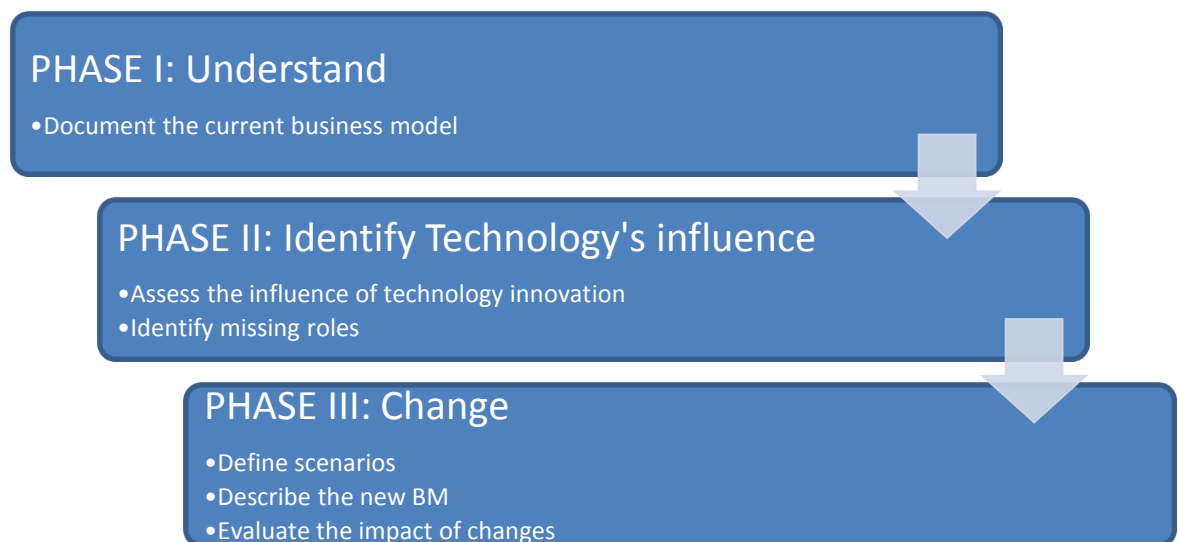 PHASE I: Understand
•Document the current business model
PHASE II: Identify Technology's influence
•Assess the influence of technology innovation
•Identify missing roles
PHASE III: Change
•Define scenarios
•Describe the new BM
•Evaluate the impact of changes